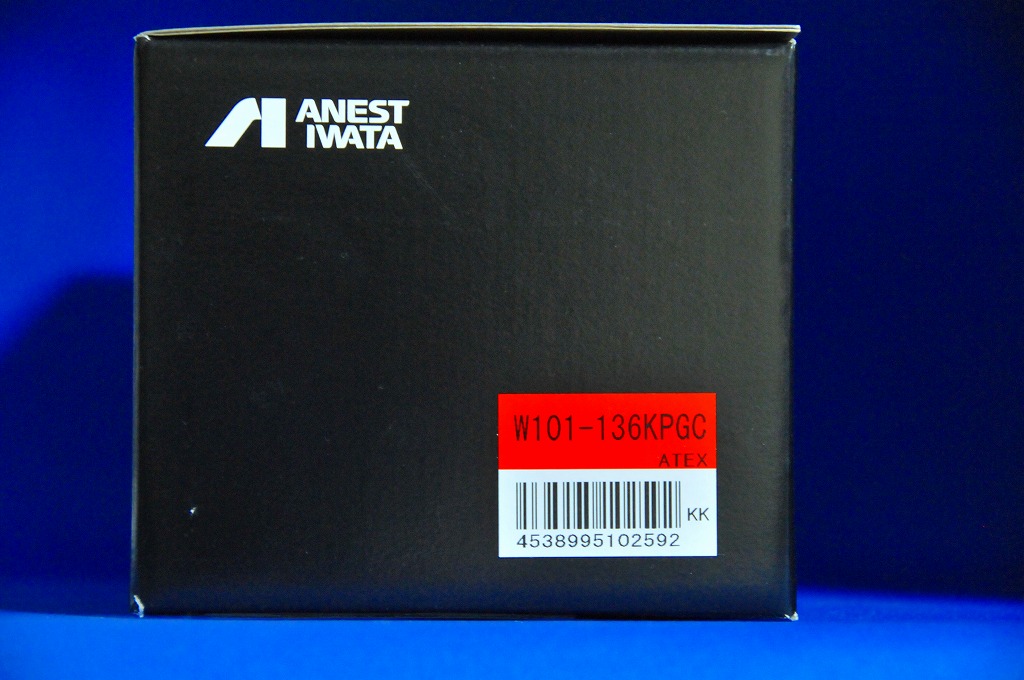 ANEST
IWATA
W101-136KPGC
ATEX
KK
4538995102592